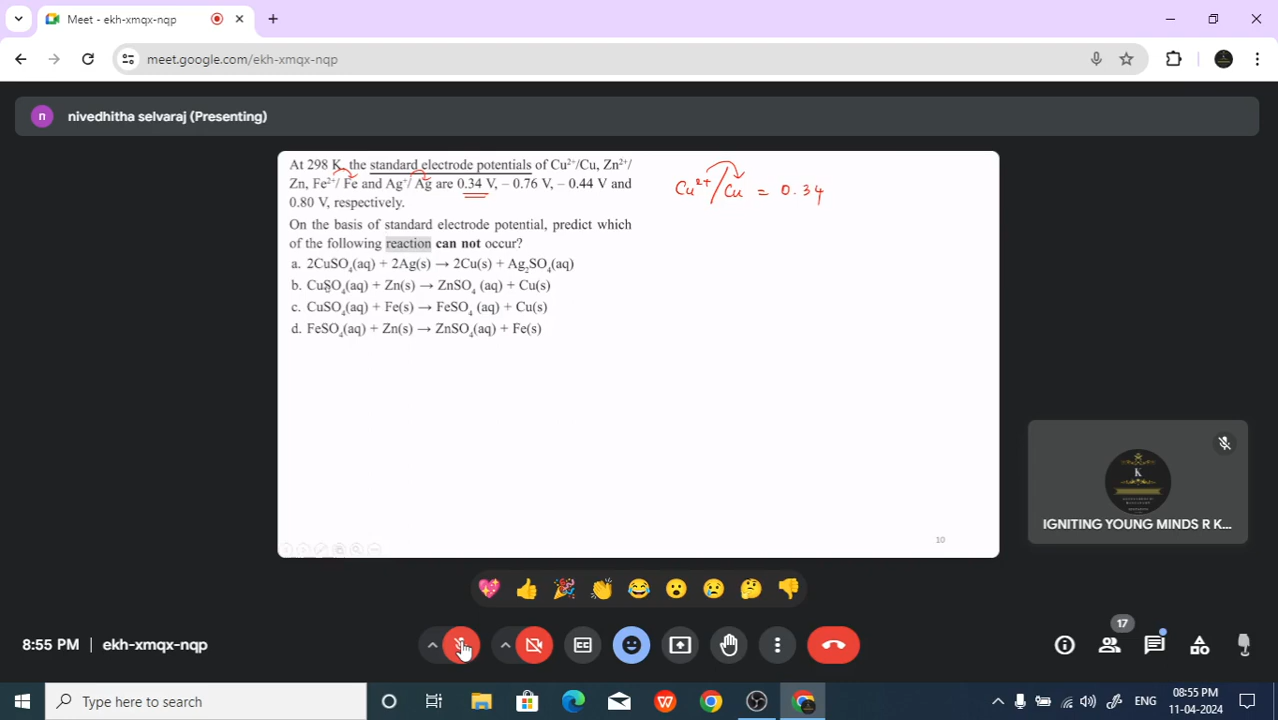 Meet - ekh-xmqx-nqp
meet.google.com/ekh-xmqx-nqp
n nivedhitha selvaraj (Presenting)
At 298 K, the standard electrode potentials of Cu²⁺/Cu, Zn²⁺/
Zn, Fe²⁺/ Fe and Ag⁺/ Ag are 0.34 V, – 0.76 V, – 0.44 V and
0.80 V, respectively.
On the basis of standard electrode potential, predict which
of the following reaction can not occur?
a. 2CuSO₄(aq) + 2Ag(s) → 2Cu(s) + Ag₂SO₄(aq)
b. CuSO₄(aq) + Zn(s) → ZnSO₄ (aq) + Cu(s)
c. CuSO₄(aq) + Fe(s) → FeSO₄ (aq) + Cu(s)
d. FeSO₄(aq) + Zn(s) → ZnSO₄(aq) + Fe(s)
Cu²⁺/Cu = 0.34
10
K
IGNITING YOUNG MINDS R K...
8:55 PM | ekh-xmqx-nqp
17
Type here to search
W
ENG
08:55 PM
11-04-2024